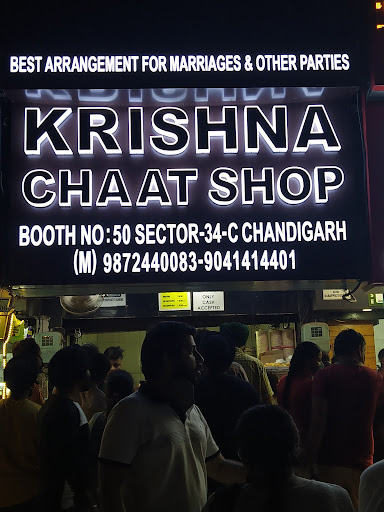 BEST ARRANGEMENT FOR MARRIAGES & OTHER PARTIES
KRISHNA
CHAAT SHOP
BOOTH NO: 50 SECTOR-34-C CHANDIGARH
(M) 9872440083-9041414401
ONLY
CASH
ACCEPTED